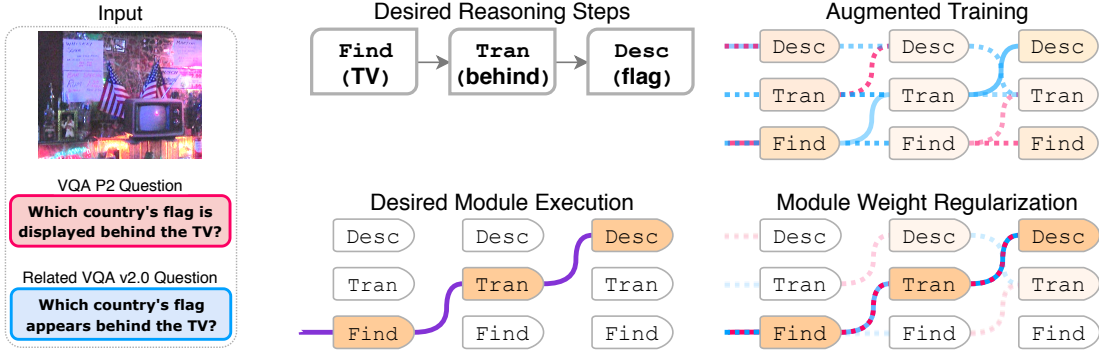 Input
VQA P2 Question
Which country's flag is
displayed behind the TV?
Related VQA v2.0 Question
Which country's flag
appears behind the TV?
Desired Reasoning Steps
Find
(TV)
Tran
(behind)
Desc
(flag)
Augmented Training
Desc Desc Desc
Tran Tran Tran
Find Find Find
Desired Module Execution
Desc Desc Desc
Tran Tran Tran
Find Find Find
Module Weight Regularization
Desc Desc Desc
Tran Tran Tran
Find Find Find